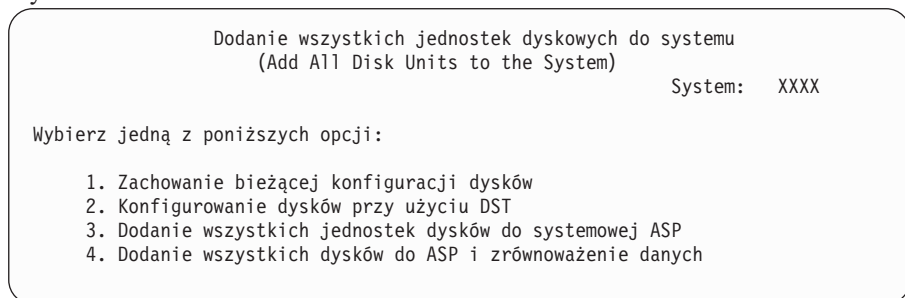 Dodanie wszystkich jednostek dyskowych do systemu
(Add All Disk Units to the System)
System: XXXX
Wybierz jedną z poniższych opcji:
1. Zachowanie bieżącej konfiguracji dysków
2. Konfigurowanie dysków przy użyciu DST
3. Dodanie wszystkich jednostek dysków do systemowej ASP
4. Dodanie wszystkich dysków do ASP i zrównoważenie danych